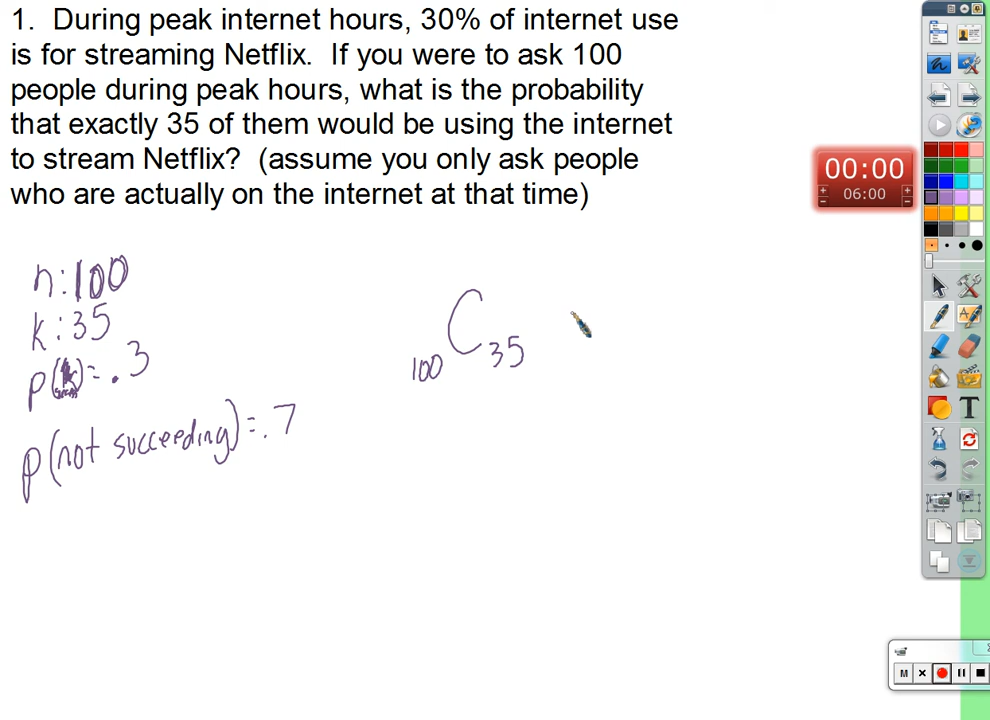 1.  During peak internet hours, 30% of internet use
is for streaming Netflix.  If you were to ask 100
people during peak hours, what is the probability
that exactly 35 of them would be using the internet
to stream Netflix?  (assume you only ask people
who are actually on the internet at that time)
00:00
06:00
n:100
k:35
p( )=.3
p(not succeeding)=.7
100 C 35
T
M x